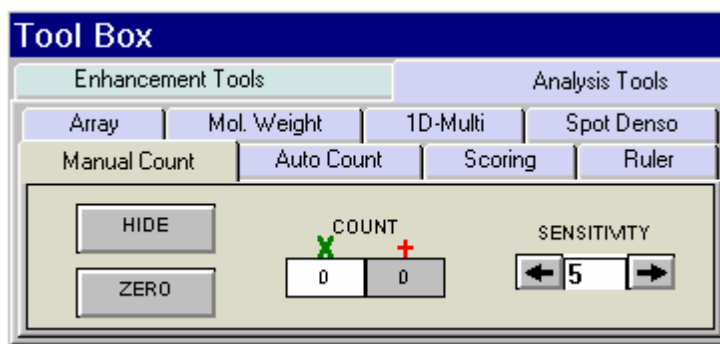 Tool Box
Enhancement Tools Analysis Tools
Array Mol. Weight 1D-Multi Spot Denso
Manual Count Auto Count Scoring Ruler
HIDE COUNT SENSITIVITY
X +
ZERO 0 0 5